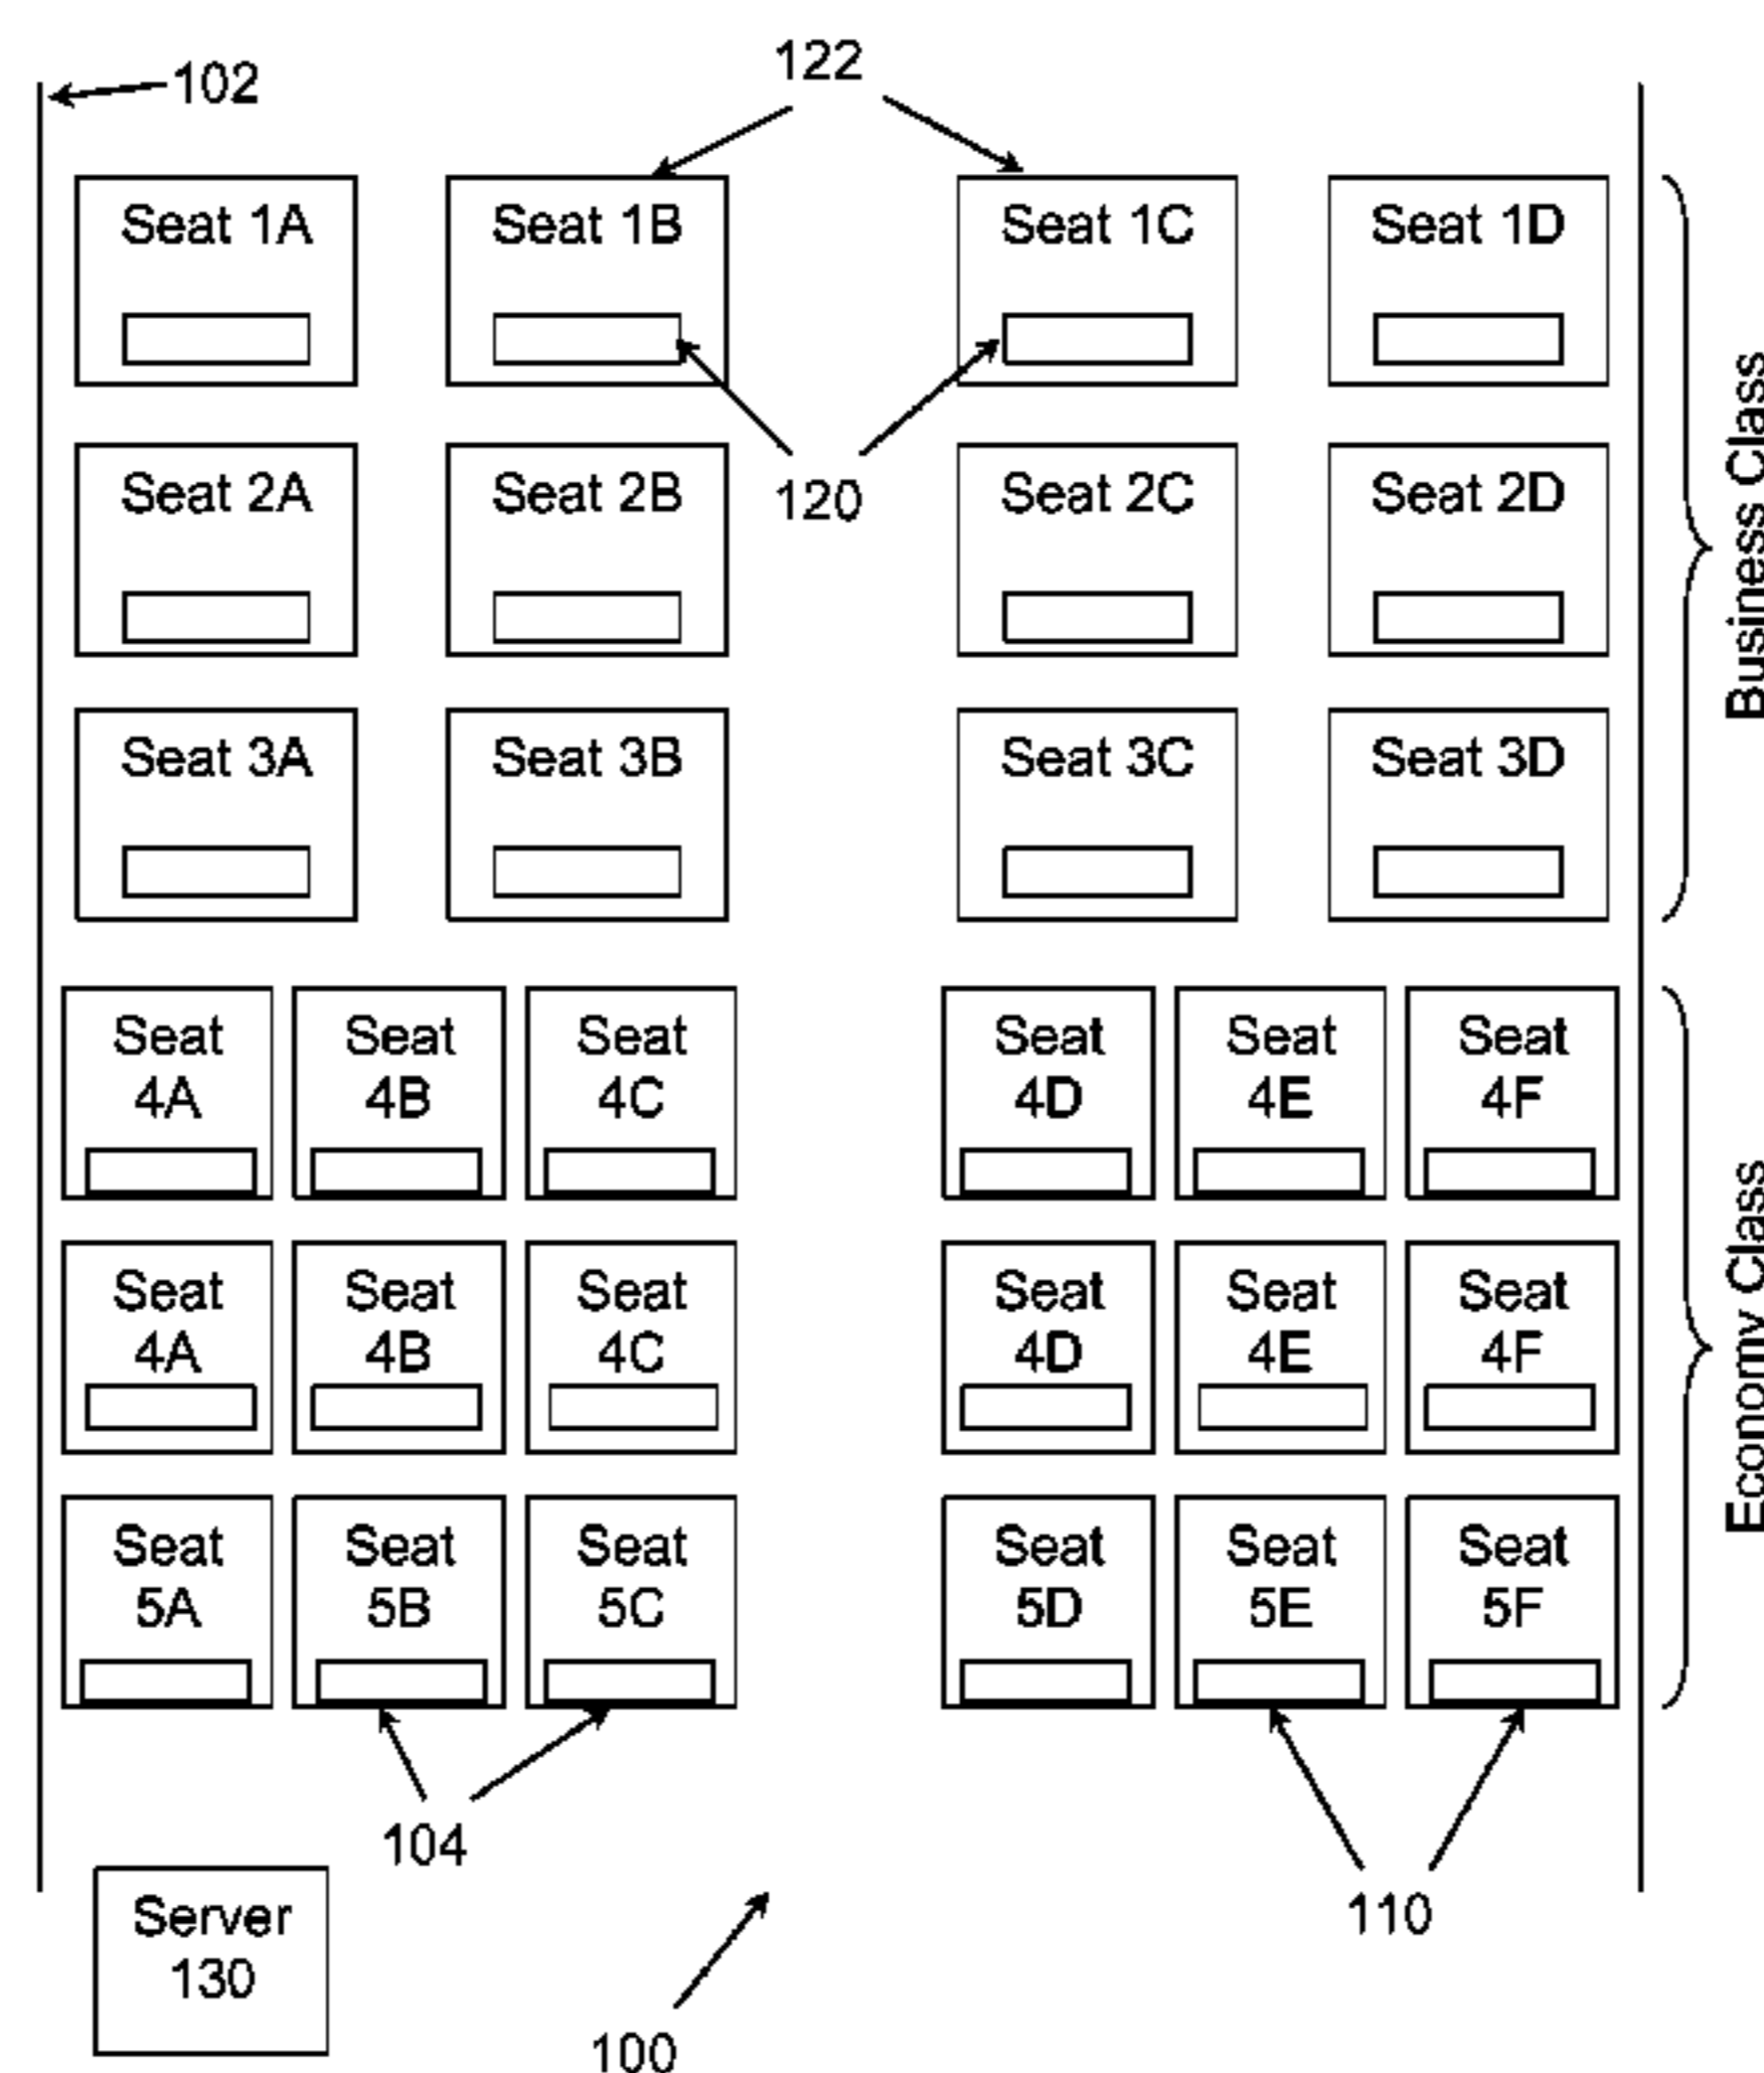 122
102
Seat 1A
Seat 1B
Seat 1C
Seat 1D
120
Seat 2A
Seat 2B
Seat 2C
Seat 2D
Seat 3A
Seat 3B
Seat 3C
Seat 3D
Business Class
Seat
4A
Seat
4B
Seat
4C
Seat
4D
Seat
4E
Seat
4F
Seat
4A
Seat
4B
Seat
4C
Seat
4D
Seat
4E
Seat
4F
Seat
5A
Seat
5B
Seat
5C
Seat
5D
Seat
5E
Seat
5F
Economy Class
104
110
Server
130
100